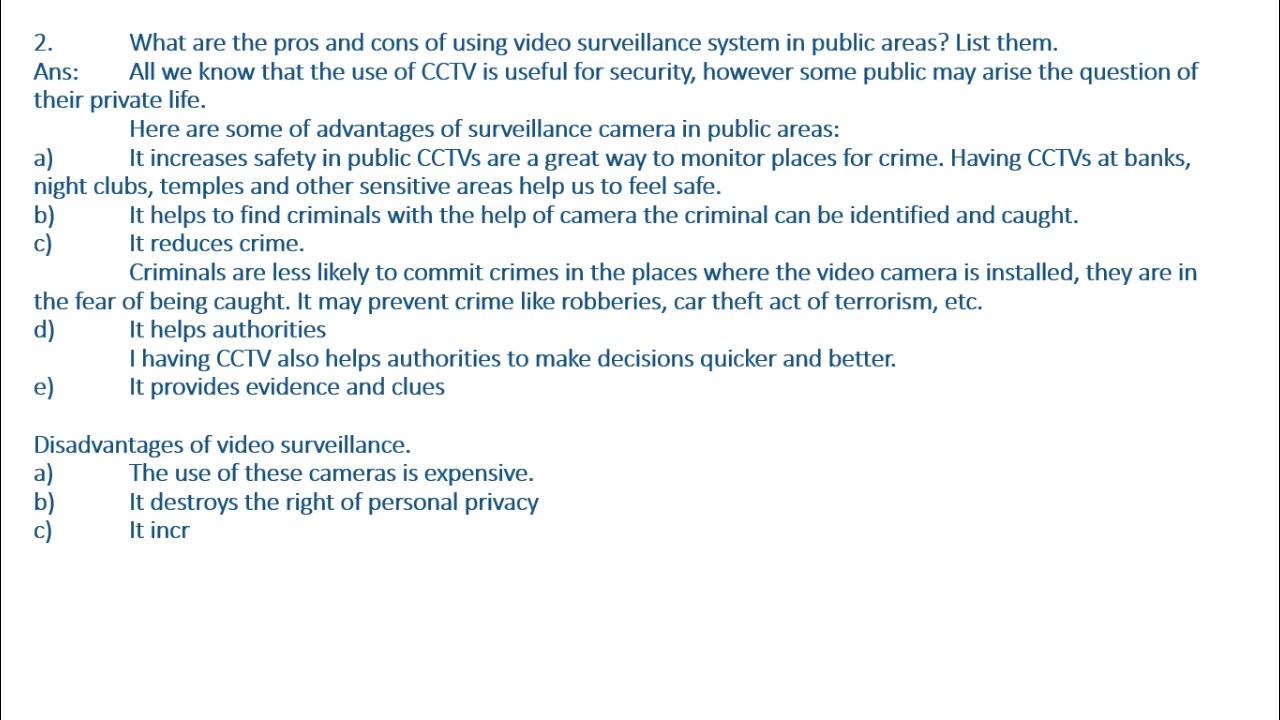 2. What are the pros and cons of using video surveillance system in public areas? List them.
Ans: All we know that the use of CCTV is useful for security, however some public may arise the question of
their private life.
Here are some of advantages of surveillance camera in public areas:
a) It increases safety in public CCTVs are a great way to monitor places for crime. Having CCTVs at banks,
night clubs, temples and other sensitive areas help us to feel safe.
b) It helps to find criminals with the help of camera the criminal can be identified and caught.
c) It reduces crime.
Criminals are less likely to commit crimes in the places where the video camera is installed, they are in
the fear of being caught. It may prevent crime like robberies, car theft act of terrorism, etc.
d) It helps authorities
I having CCTV also helps authorities to make decisions quicker and better.
e) It provides evidence and clues
Disadvantages of video surveillance.
a) The use of these cameras is expensive.
b) It destroys the right of personal privacy
c) It incr